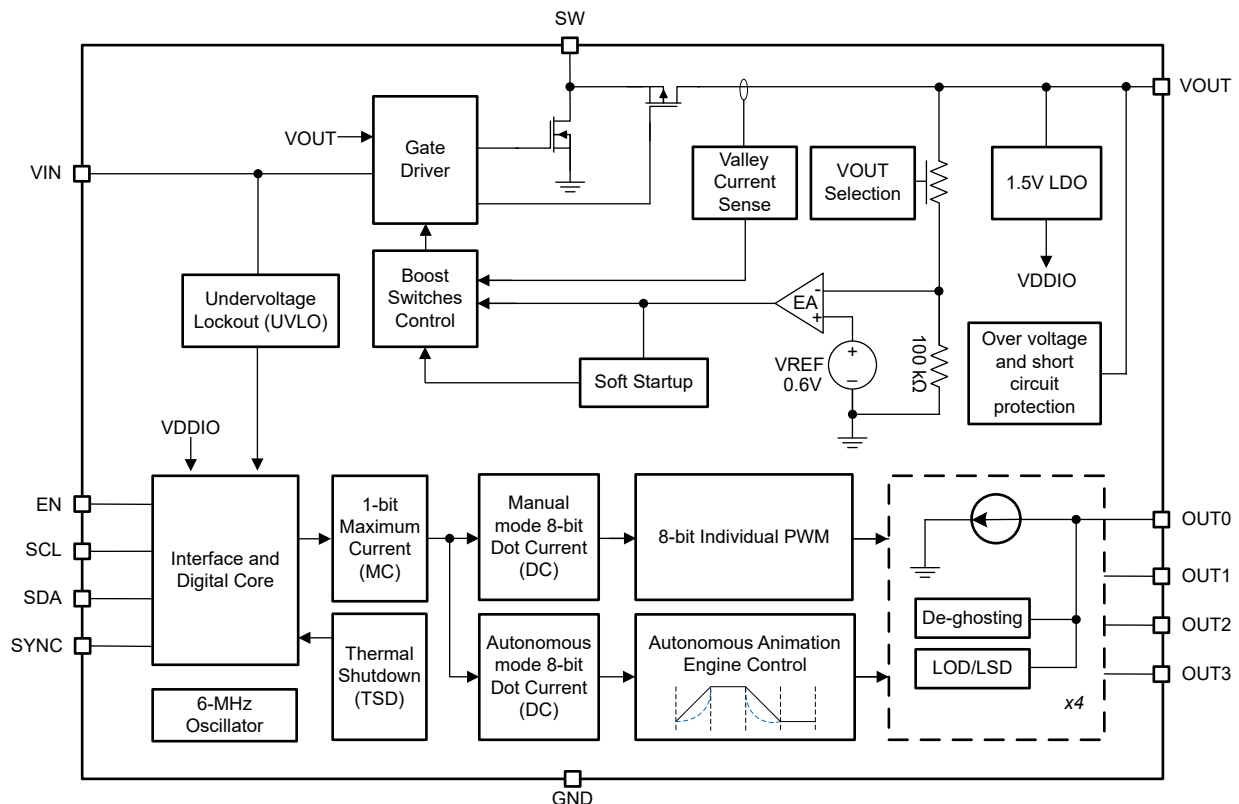 SW
VOUT
VOUT
Gate
Driver
VIN
Valley
Current
Sense
VOUT
Selection
1.5V LDO
VDDIO
Boost
Switches
Control
Undervoltage
Lockout (UVLO)
-
EA
+
+
VREF
0.6V
–
100 kΩ
Over voltage
and short
circuit
protection
Soft Startup
VDDIO
EN
SCL
SDA
SYNC
Interface and
Digital Core
1-bit
Maximum
Current
(MC)
Manual
mode 8-bit
Dot Current
(DC)
8-bit Individual PWM
OUT0
OUT1
OUT2
OUT3
De-ghosting
LOD/LSD
x4
Thermal
Shutdown
(TSD)
Autonomous
mode 8-bit
Dot Current
(DC)
Autonomous Animation
Engine Control
6-MHz
Oscillator
GND